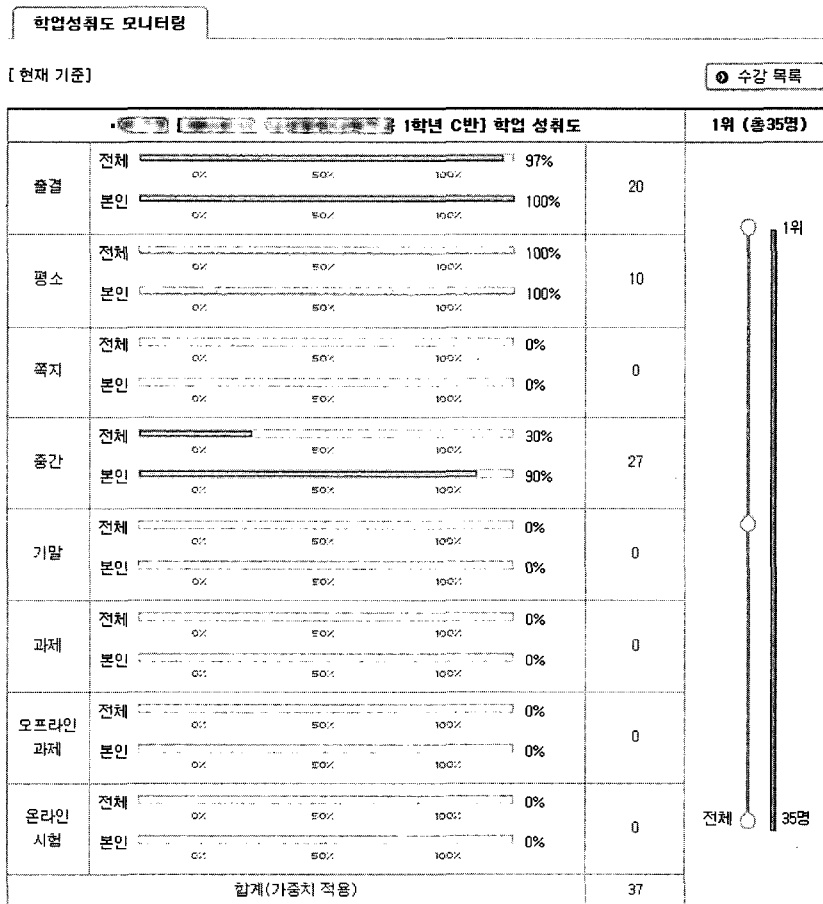 학업성취도 모니터링
[ 현재 기준]
수강 목록
1학년 C반] 학업 성취도
1위 (총35명)
출결
전체 97%
0% 50% 100%
본인 100%
0% 50% 100%
20
평소
전체 100%
0% 50% 100%
본인 100%
0% 50% 100%
10
쪽지
전체 0%
0% 50% 100%
본인 0%
0% 50% 100%
0
중간
전체 30%
0% 50% 100%
본인 90%
0% 50% 100%
27
기말
전체 0%
0% 50% 100%
본인 0%
0% 50% 100%
0
과제
전체 0%
0% 50% 100%
본인 0%
0% 50% 100%
0
오프라인
과제
전체 0%
0% 50% 100%
본인 0%
0% 50% 100%
0
온라인
시험
전체 0%
0% 50% 100%
본인 0%
0% 50% 100%
0
합계(가중치 적용) 37
1위
전체 35명